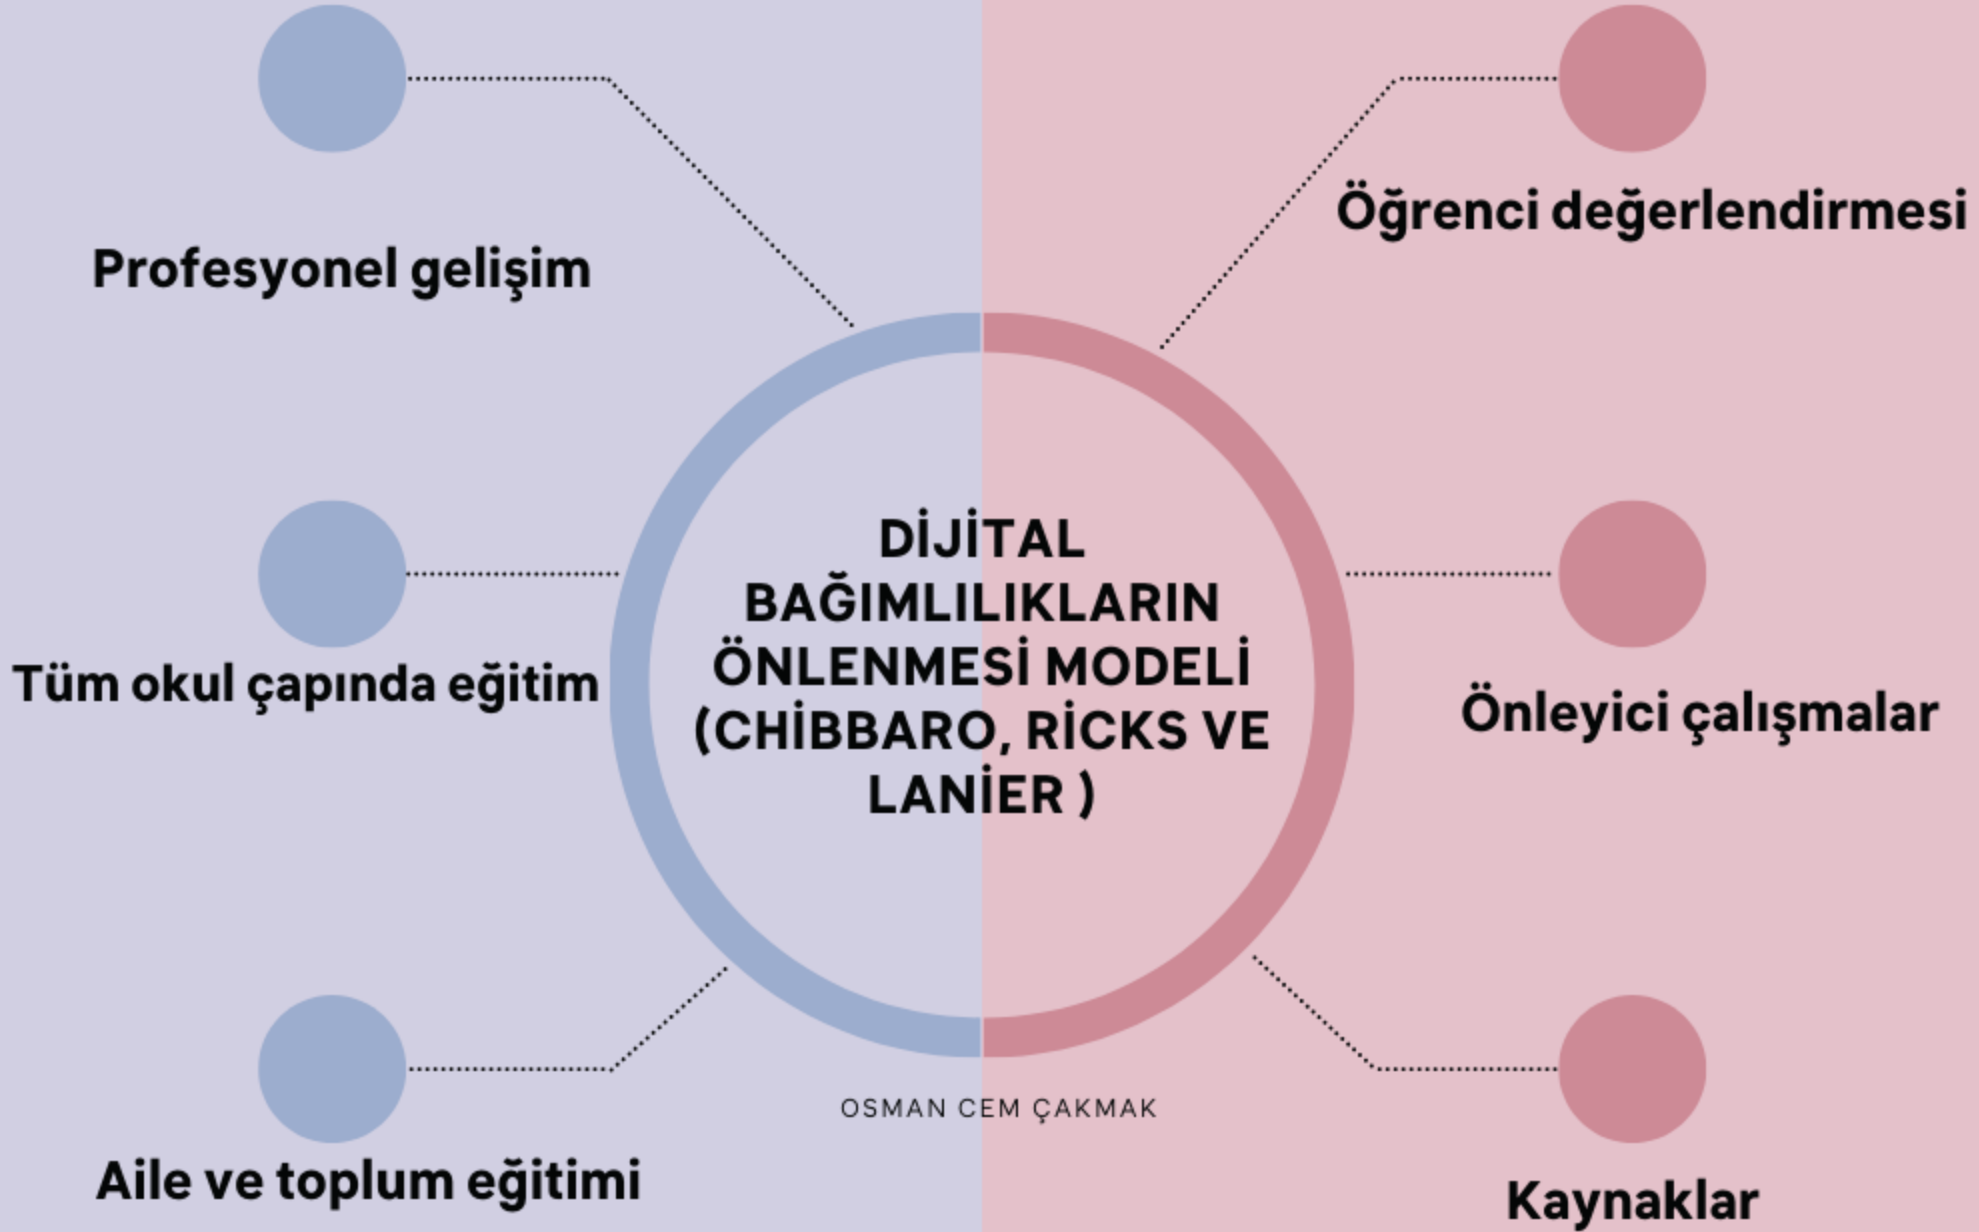 Profesyonel gelişim
Tüm okul çapında eğitim
Aile ve toplum eğitimi
DİJİTAL
BAĞIMLILIKLARIN
ÖNLENMESİ MODELİ
(CHİBBARO, RİCKS VE
LANİER )
OSMAN CEM ÇAKMAK
Öğrenci değerlendirmesi
Önleyici çalışmalar
Kaynaklar